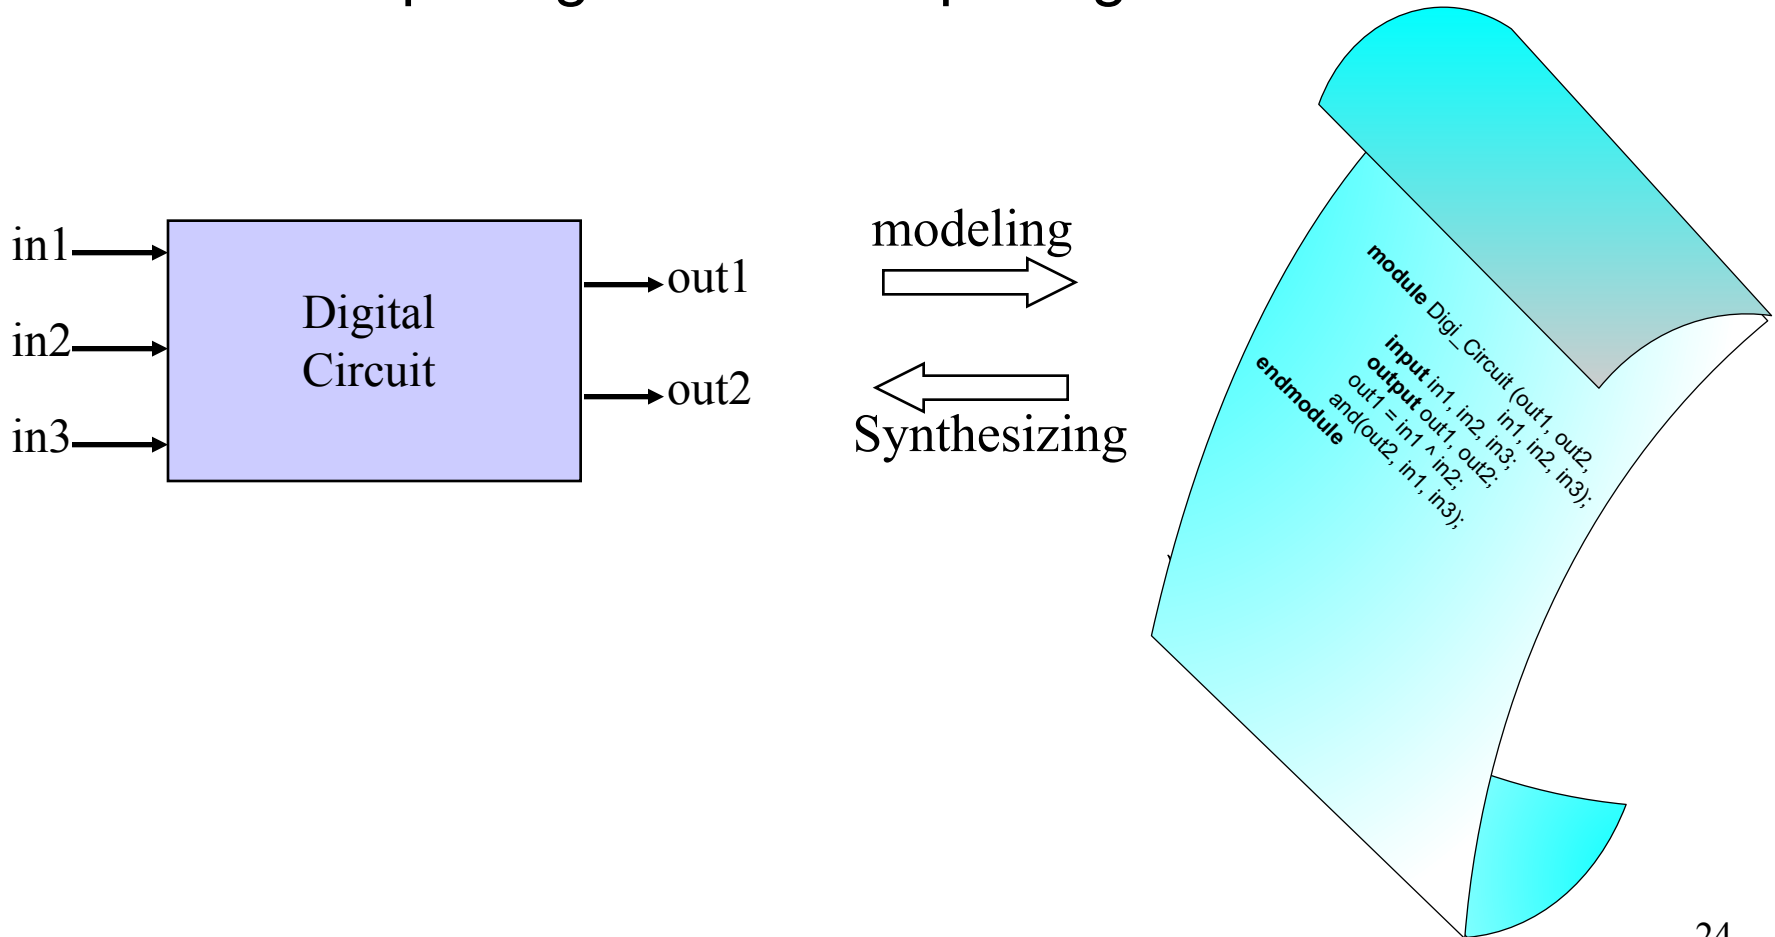 in1
in2
in3
Digital
Circuit
out1
out2
modeling
Synthesizing
module Digi_Circuit (out1, out2,
in1, in2, in3);
input in1, in2, in3;
output out1, out2;
out1 = in1 ^ in2;
and(out2, in1, in3);
endmodule
24